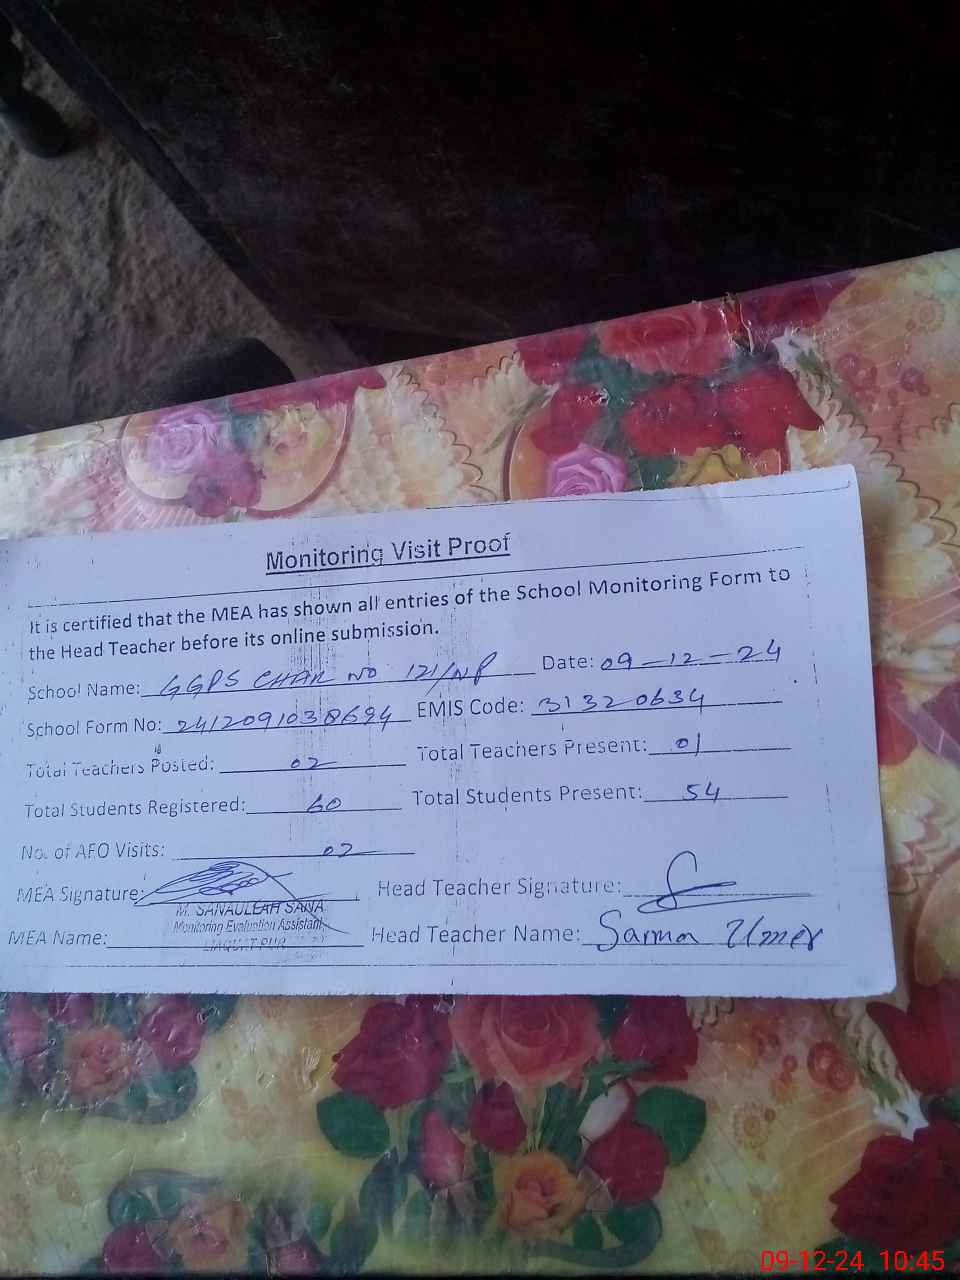 Monitoring Visit Proof
It is certified that the MEA has shown all entries of the School Monitoring Form to
the Head Teacher before its online submission.
School Name: GGPS CHAK NO 121/NP Date: 09-12-24
School Form No: 2412091038694 EMIS Code: 31320634
Total Teachers Posted: 02 Total Teachers Present: 01
Total Students Registered: 60 Total Students Present: 54
No. of AEO Visits: 02
MEA Signature: Head Teacher Signature:
M. SANAULLAH SANA
Monitoring Evaluation Assistant
LIAQUAT PUR
MEA Name: Head Teacher Name: Samma Umer
09-12-24 10:45